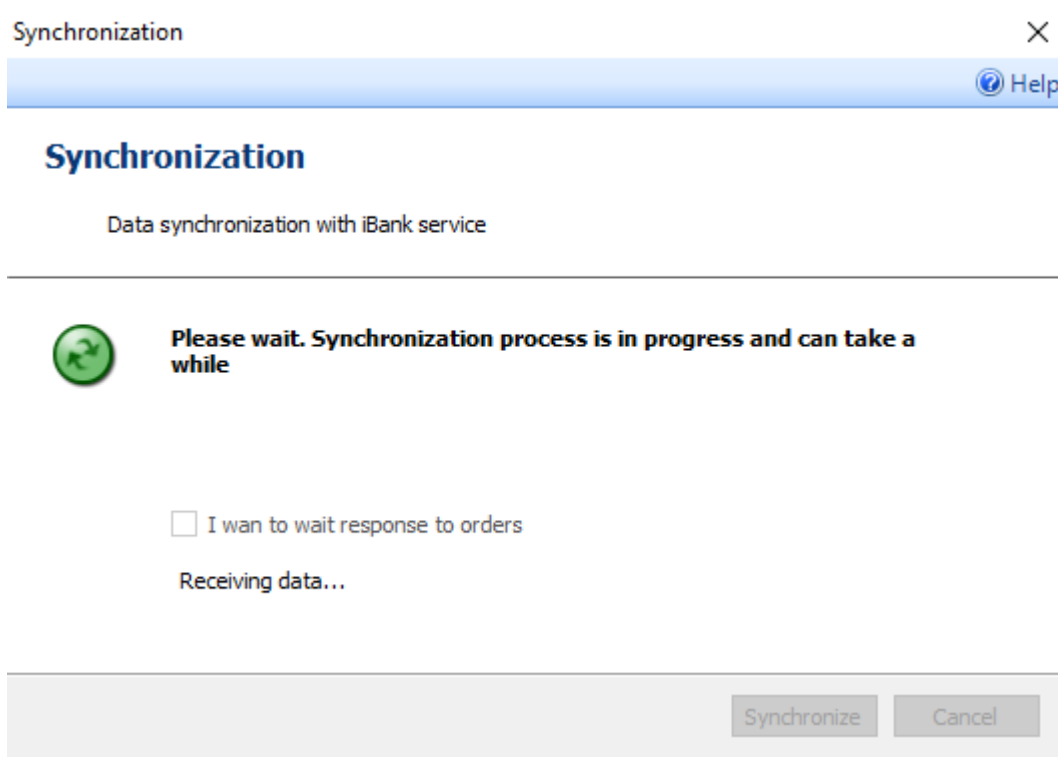 Synchronization
Help
Synchronization
Data synchronization with iBank service
Please wait. Synchronization process is in progress and can take a
while
I wan to wait response to orders
Receiving data...
Synchronize Cancel